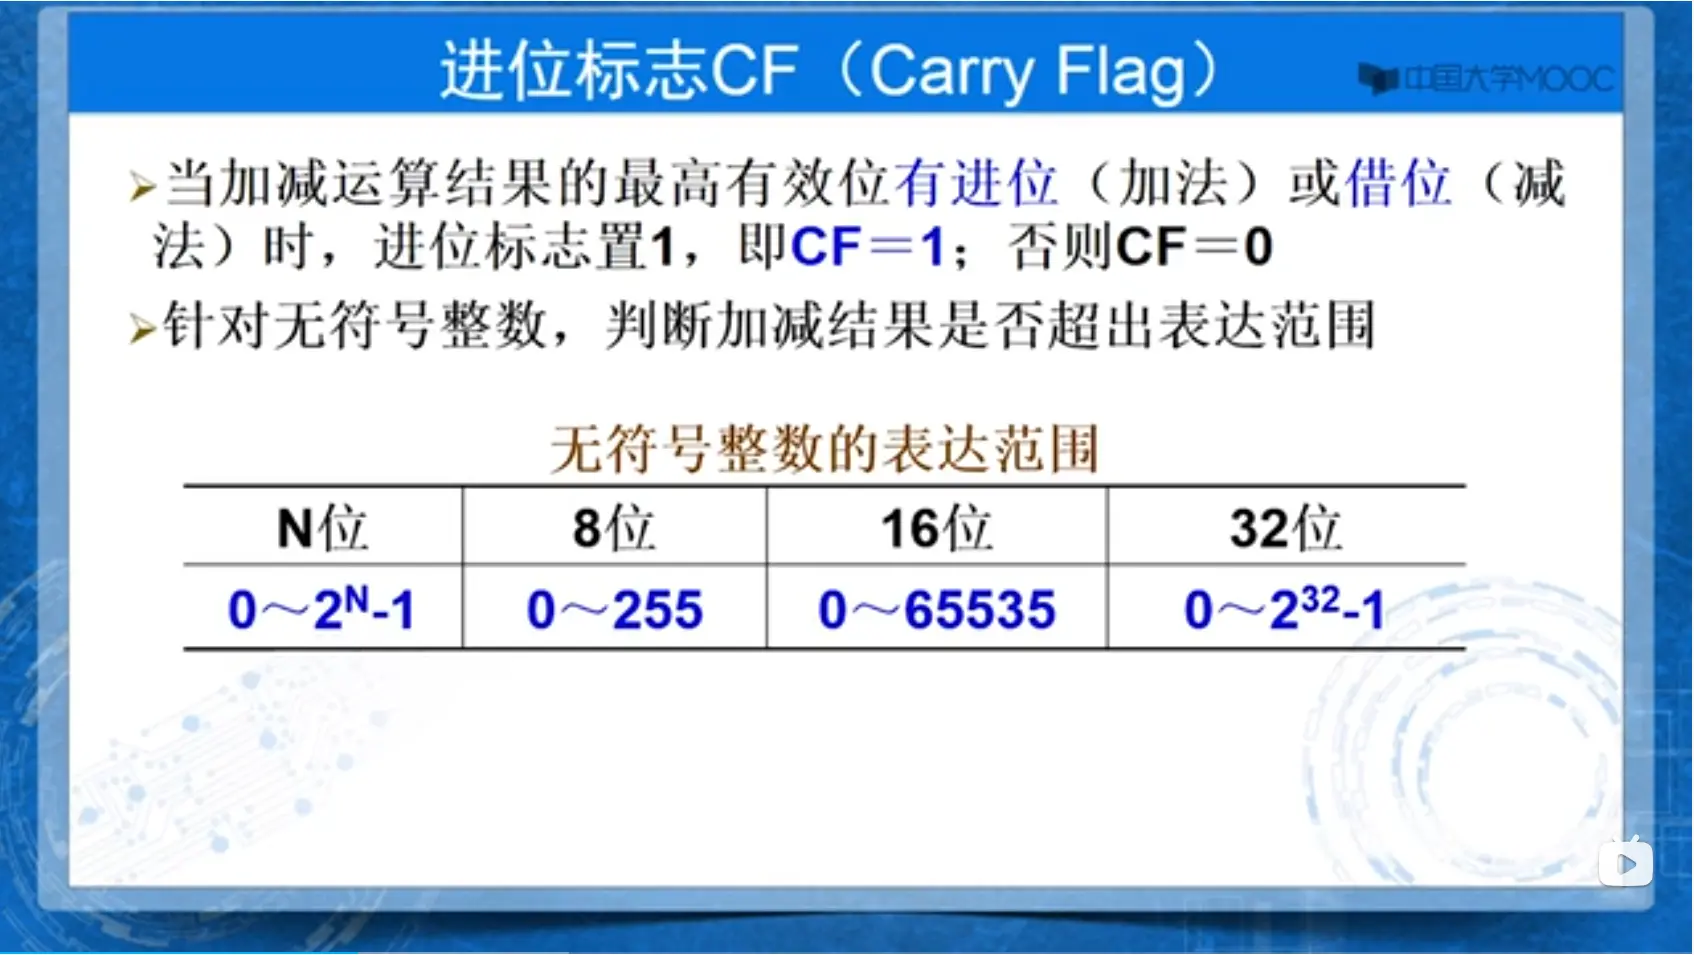 进位标志CF（Carry Flag）
中国大学MOOC
当加减运算结果的最高有效位有进位（加法）或借位（减
法）时，进位标志置1，即CF＝1；否则CF＝0
针对无符号整数，判断加减结果是否超出表达范围
无符号整数的表达范围
N位 8位 16位 32位
0～2ᴺ-1 0～255 0～65535 0～2³²-1